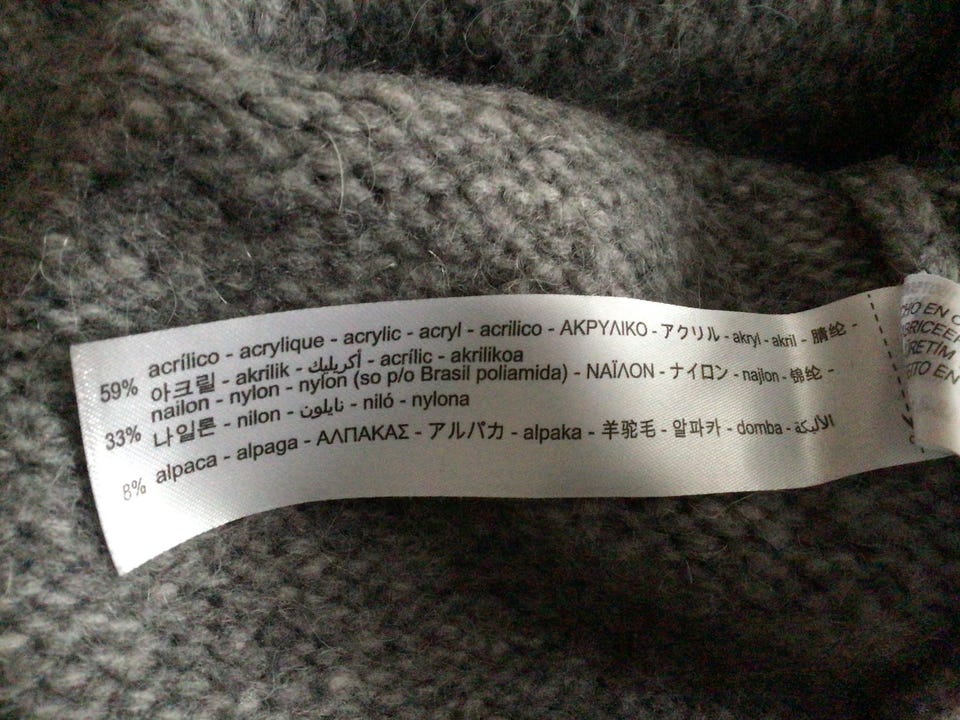 59% acrílico - acrylique - acrylic - acryl - acrilico - ΑΚΡΥΛΙΚΟ - アクリル - akryl - akril - 腈纶 -
아크릴 - akrilik - أكريليك - acrílic - akrilikoa
nailon - nylon - nylon (so p/o Brasil poliamida) - ΝΑΪΛΟΝ - ナイロン - najlon - 锦纶 -
33% 나일론 - nilon - نايلون - niló - nylona
8% alpaca - alpaga - ΑΛΠΑΚΑΣ - アルパカ - alpaka - 羊驼毛 - 알파카 - domba - الألبكة
HO EN